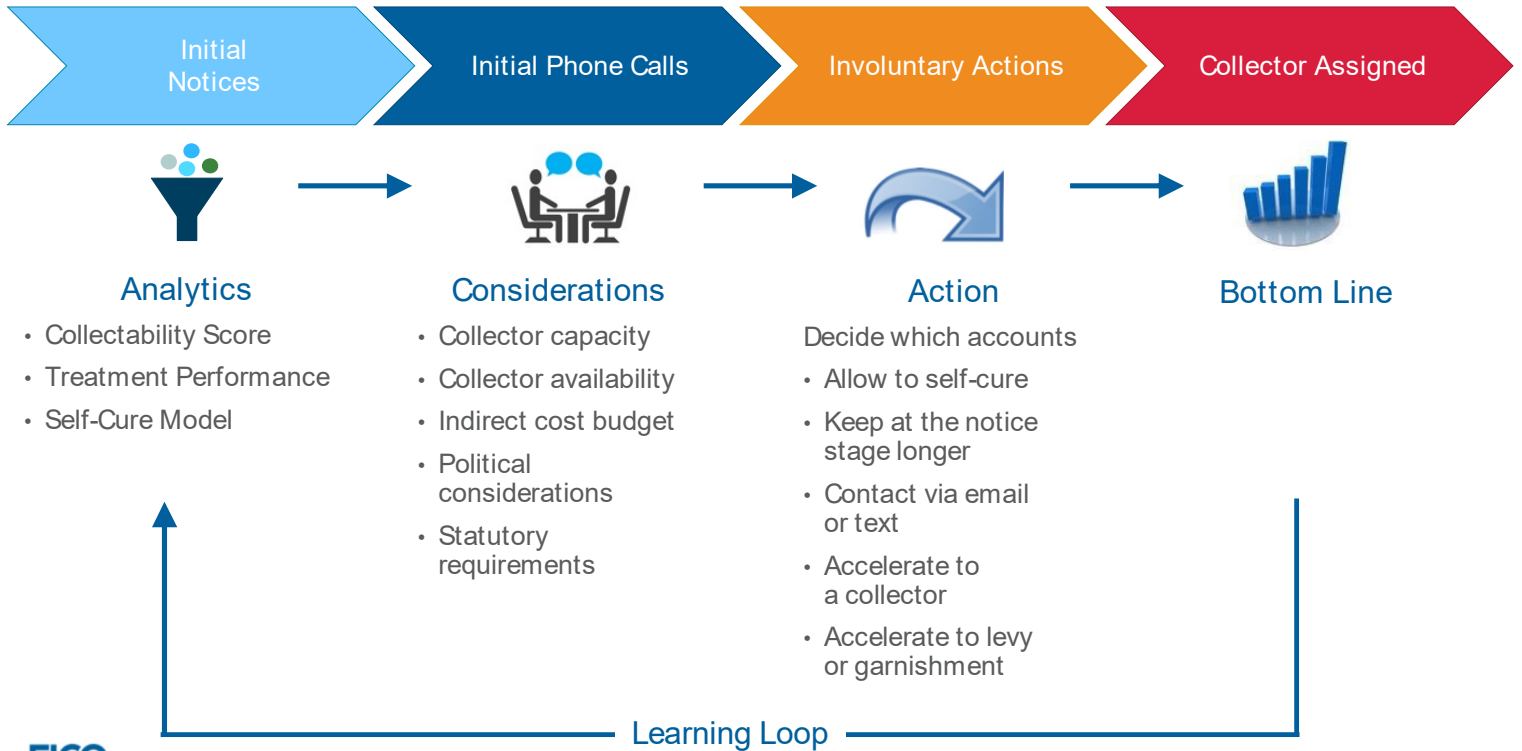 Initial
Notices
Initial Phone Calls
Involuntary Actions
Collector Assigned
Analytics
• Collectability Score
• Treatment Performance
• Self-Cure Model
Considerations
• Collector capacity
• Collector availability
• Indirect cost budget
• Political
considerations
• Statutory
requirements
Action
Decide which accounts
• Allow to self-cure
• Keep at the notice
stage longer
• Contact via email
or text
• Accelerate to
a collector
• Accelerate to levy
or garnishment
Bottom Line
Learning Loop
FICO